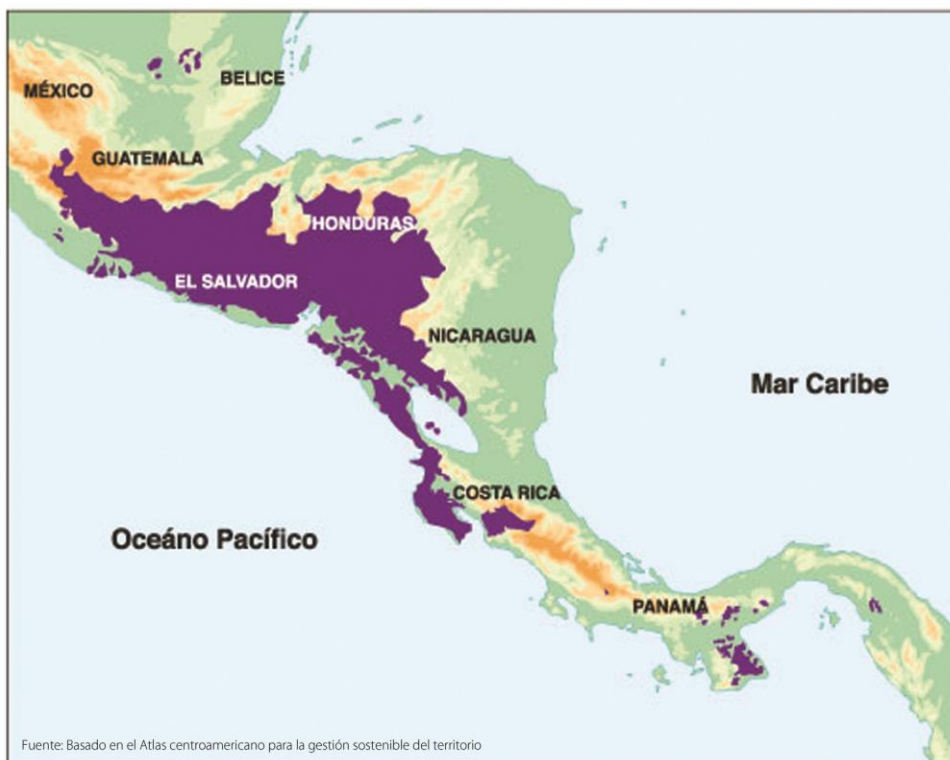 BELICE
MÉXICO
GUATEMALA
HONDURAS
EL SALVADOR
NICARAGUA
Mar Caribe
COSTA RICA
Oceáno Pacífico
PANAMÁ
Fuente: Basado en el Atlas centroamericano para la gestión sostenible del territorio